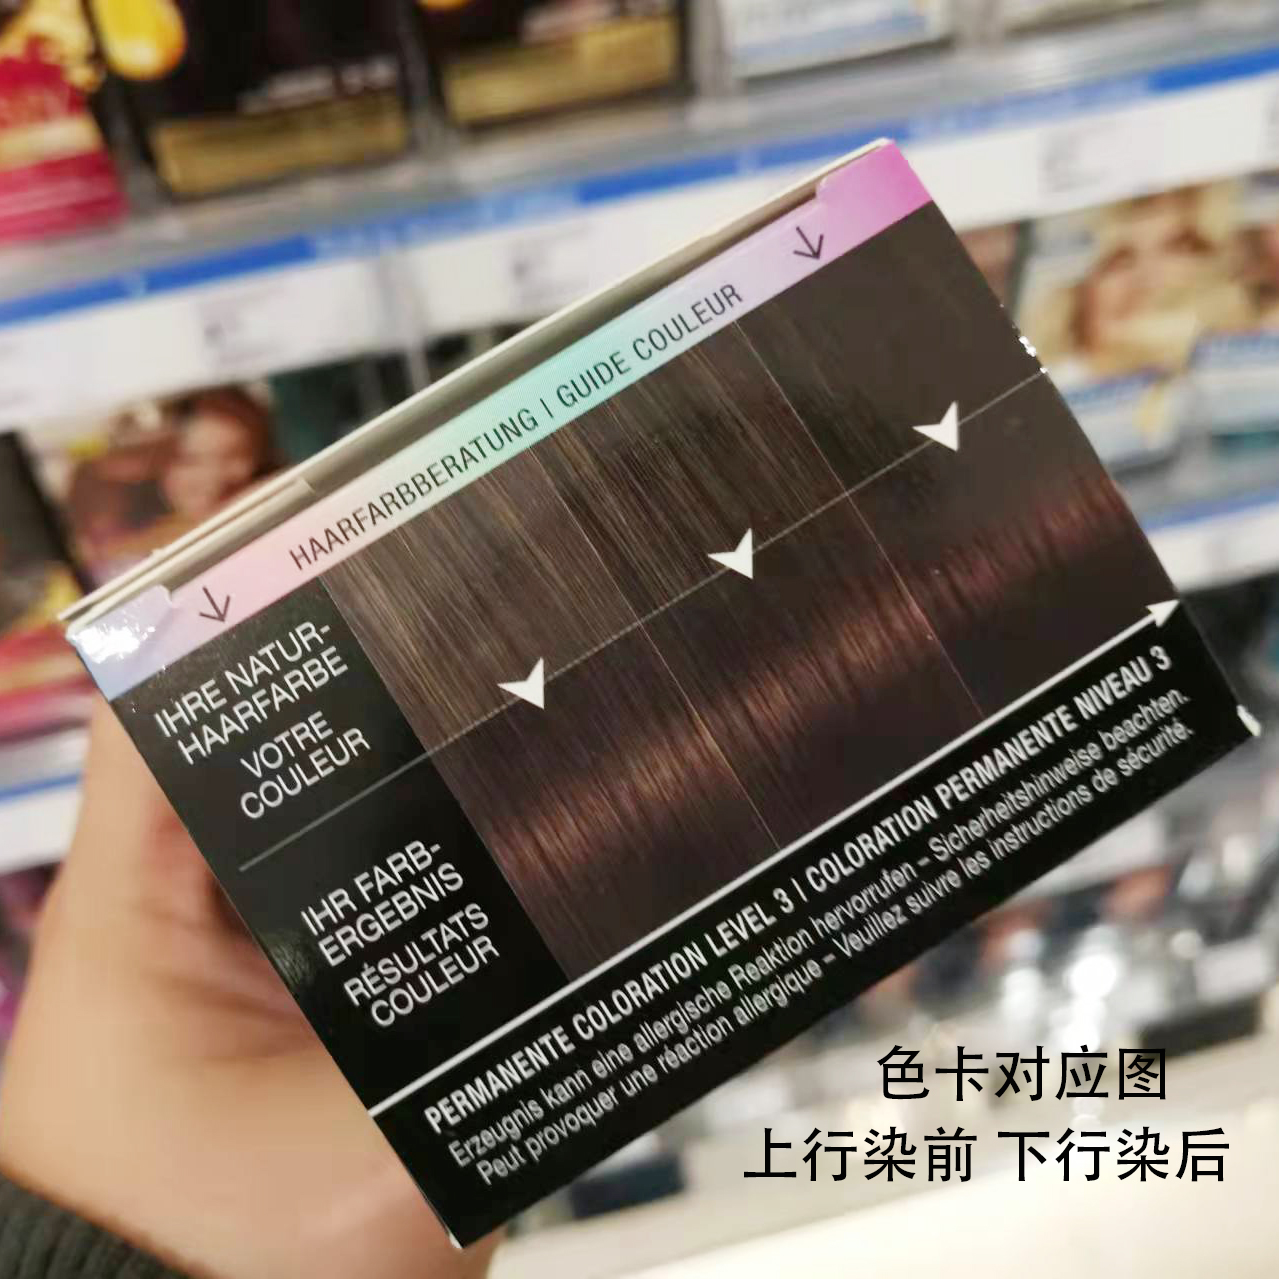 HAARFARBBERATUNG | GUIDE COULEUR
IHRE NATUR-
HAARFARBE
VOTRE
COULEUR
IHR FARB-
ERGEBNIS
RÉSULTATS
COULEUR
PERMANENTE COLORATION LEVEL 3 | COLORATION PERMANENTE NIVEAU 3
Erzeugnis kann eine allergische Reaktion hervorrufen – Sicherheitshinweise beachten.
Peut provoquer une réaction allergique – Veuillez suivre les instructions de sécurité.
色卡对应图
上行染前 下行染后